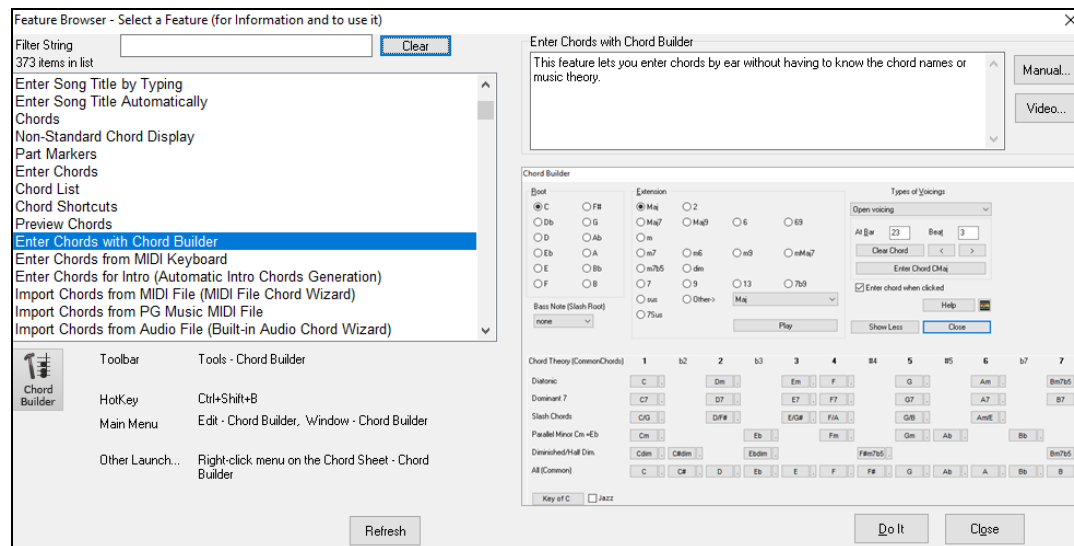 Feature Browser - Select a Feature (for Information and to use it)
Filter String
Clear
373 items in list
Enter Song Title by Typing
Enter Song Title Automatically
Chords
Non-Standard Chord Display
Part Markers
Enter Chords
Chord List
Chord Shortcuts
Preview Chords
Enter Chords with Chord Builder
Enter Chords from MIDI Keyboard
Enter Chords for Intro (Automatic Intro Chords Generation)
Import Chords from MIDI File (MIDI File Chord Wizard)
Import Chords from PG Music MIDI File
Import Chords from Audio File (Built-in Audio Chord Wizard)
Chord Builder
Toolbar Tools - Chord Builder
HotKey Ctrl+Shift+B
Main Menu Edit - Chord Builder, Window - Chord Builder
Other Launch... Right-click menu on the Chord Sheet - Chord
Builder
Refresh
Enter Chords with Chord Builder
This feature lets you enter chords by ear without having to know the chord names or
music theory.
Manual...
Video...
Chord Builder
Root Extension Types of Voicings
C F# Maj 2 Open voicing
Db G Maj7 Maj9 6 69
D Ab m At Bar 23 Beat 3
Eb A m7 m6 m9 mMaj7 Clear Chord < >
E Bb m7b5 dm Enter Chord CMaj
F B 7 9 13 7b9 Enter chord when clicked
Bass Note (Slash Root) sus Other-> Maj Help
none 7Sus Play Show Less Close
Chord Theory (CommonChords) 1 b2 2 b3 3 4 #4 5 #5 6 b7 7
Diatonic C Dm Em F G Am Bm7b5
Dominant 7 C7 D7 E7 F7 G7 A7 B7
Slash Chords C/G D/F# E/G# F/A G/B Am/E
Parallel Minor Cm =Eb Cm Eb Fm Gm Ab Bb
Diminished/Half Dim. Cdim C#dim Ebdim F#m7b5 Bm7b5
All (Common) C C# D Eb E F F# G Ab A Bb B
Key of C Jazz
Do It
Close